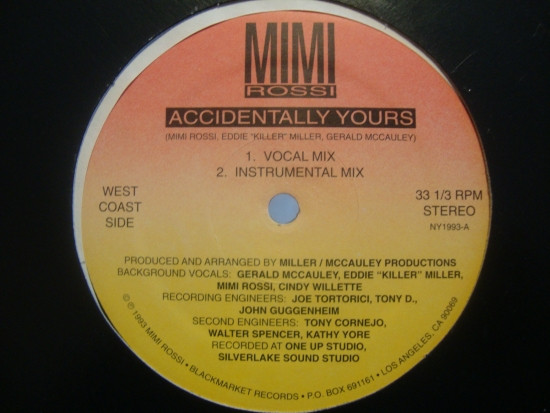 MIMI
ROSSI
ACCIDENTALLY YOURS
(MIMI ROSSI, EDDIE "KILLER" MILLER, GERALD MCCAULEY)
1. VOCAL MIX
2. INSTRUMENTAL MIX
WEST
COAST
SIDE
33 1/3 RPM
STEREO
NY1993-A
PRODUCED AND ARRANGED BY MILLER / MCCAULEY PRODUCTIONS
BACKGROUND VOCALS: GERALD MCCAULEY, EDDIE "KILLER" MILLER,
MIMI ROSSI, CINDY WILLETTE
RECORDING ENGINEERS: JOE TORTORICI, TONY D.,
JOHN GUGGENHEIM
SECOND ENGINEERS: TONY CORNEJO,
WALTER SPENCER, KATHY YORE
RECORDED AT ONE UP STUDIO,
SILVERLAKE SOUND STUDIO
© ℗ 1993 MIMI ROSSI • BLACKMARKET RECORDS • P.O. BOX 691161 • LOS ANGELES, CA 90069